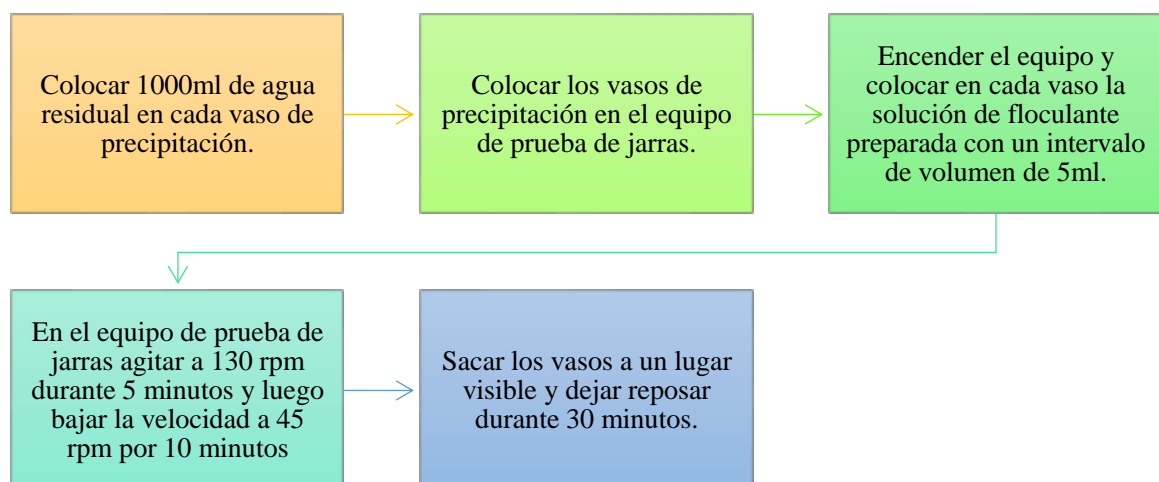 Colocar 1000ml de agua
residual en cada vaso de
precipitación.
Colocar los vasos de
precipitación en el equipo
de prueba de jarras.
Encender el equipo y
colocar en cada vaso la
solución de floculante
preparada con un intervalo
de volumen de 5ml.
En el equipo de prueba de
jarras agitar a 130 rpm
durante 5 minutos y luego
bajar la velocidad a 45
rpm por 10 minutos
Sacar los vasos a un lugar
visible y dejar reposar
durante 30 minutos.